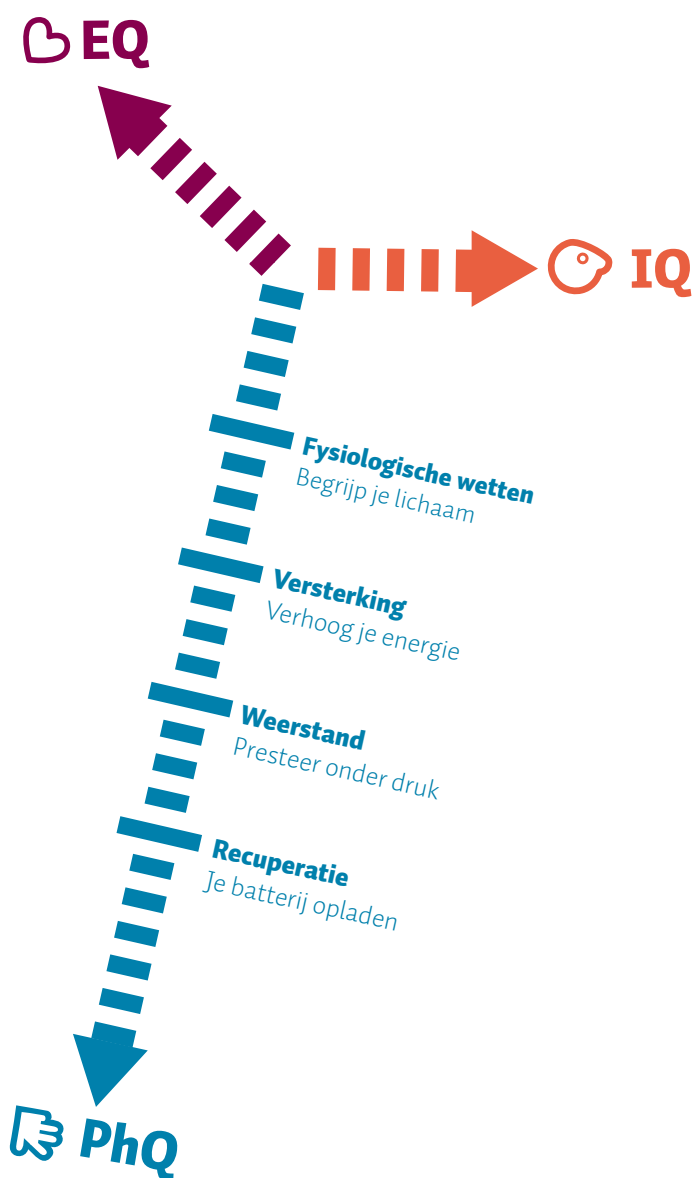 EQ
IQ
Fysiologische wetten
Begrijp je lichaam
Versterking
Verhoog je energie
Weerstand
Presteer onder druk
Recuperatie
Je batterij opladen
PhQ